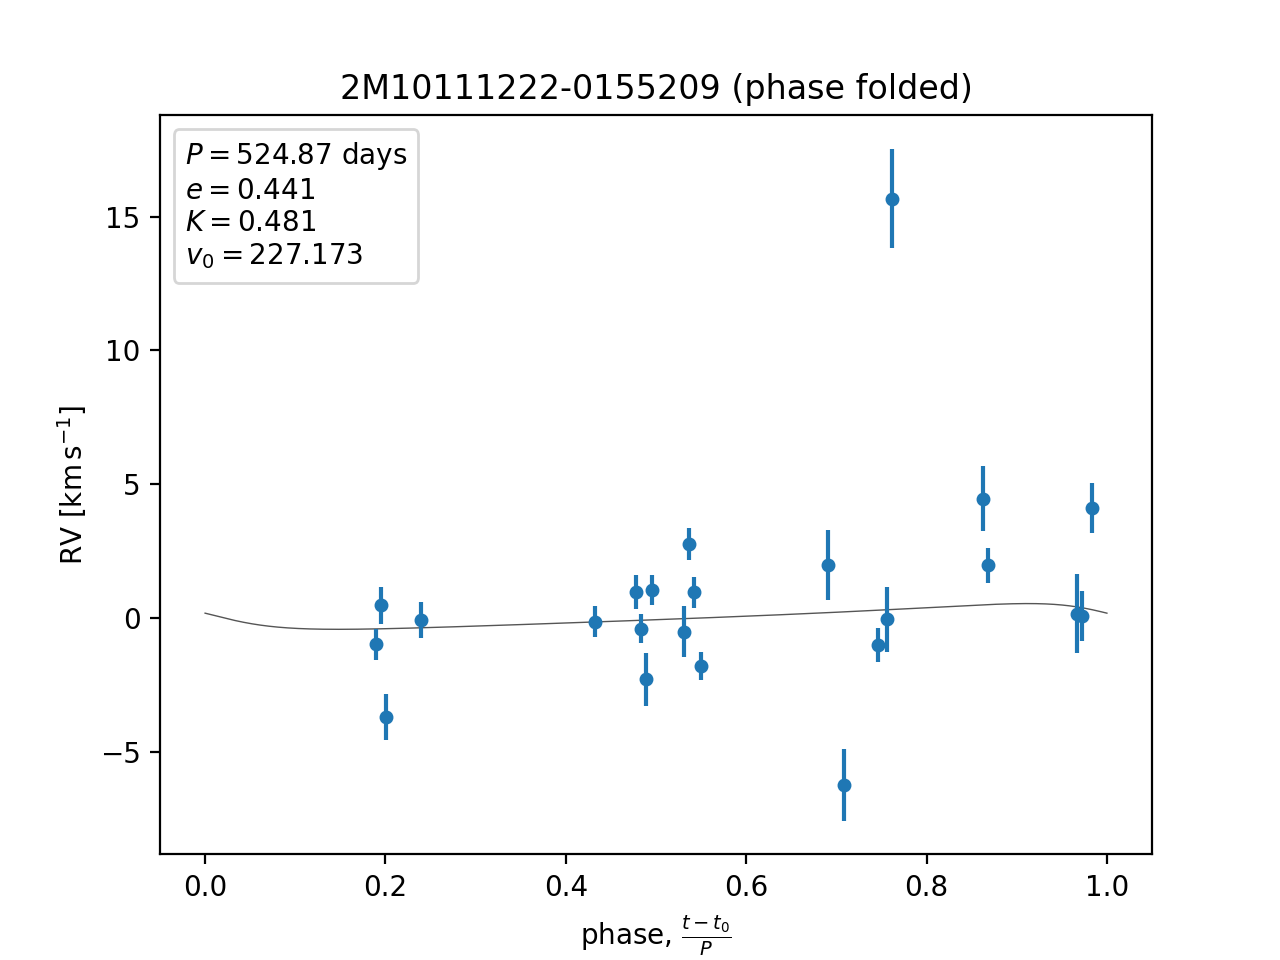 2M10111222-0155209 (phase folded)
P = 524.87 days
e = 0.441
K = 0.481
v₀ = 227.173
15
10
5
0
−5
RV [km s⁻¹]
0.0 0.2 0.4 0.6 0.8 1.0
phase, (t − t₀)/P